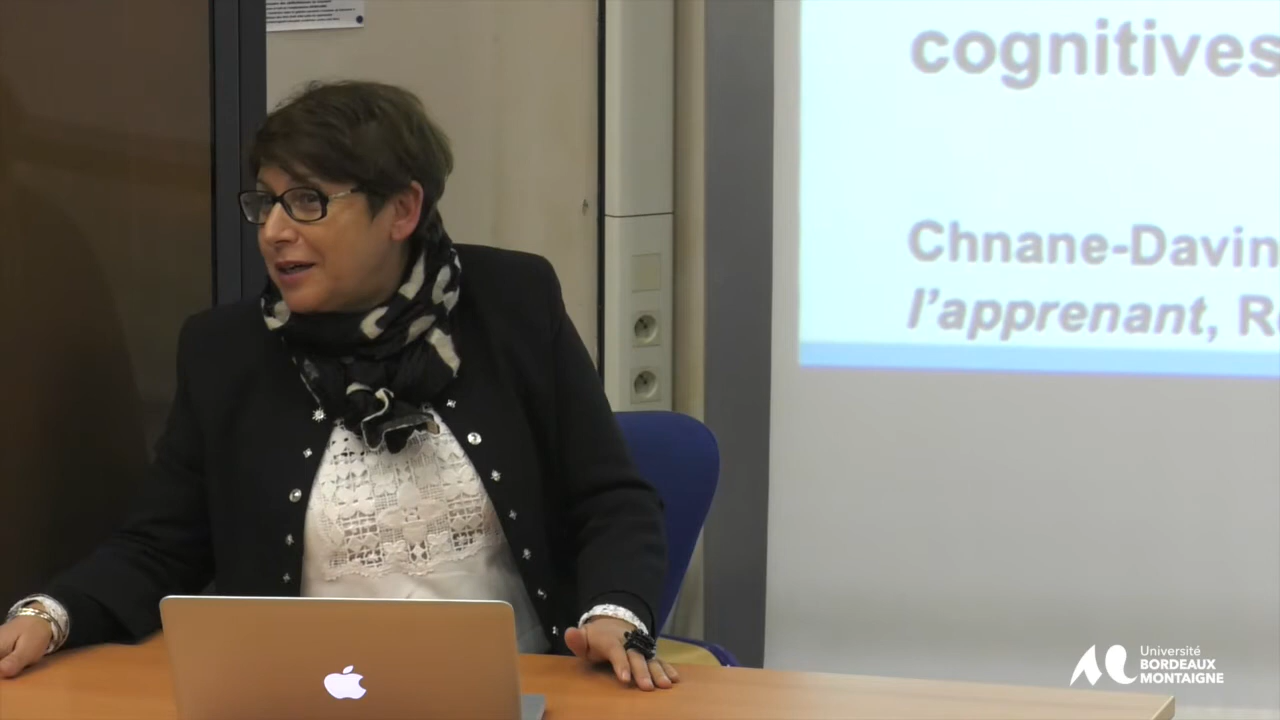 cognitives
Chnane-Davin
l'apprenant, R
Université
BORDEAUX
MONTAIGNE